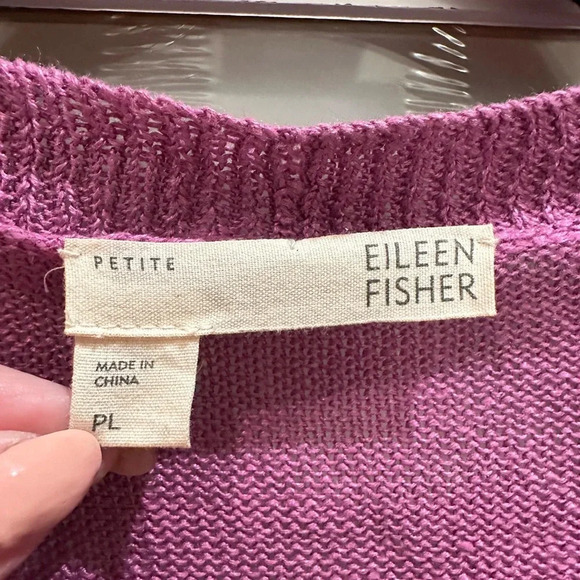 PETITE
EILEEN
FISHER
MADE IN
CHINA
PL